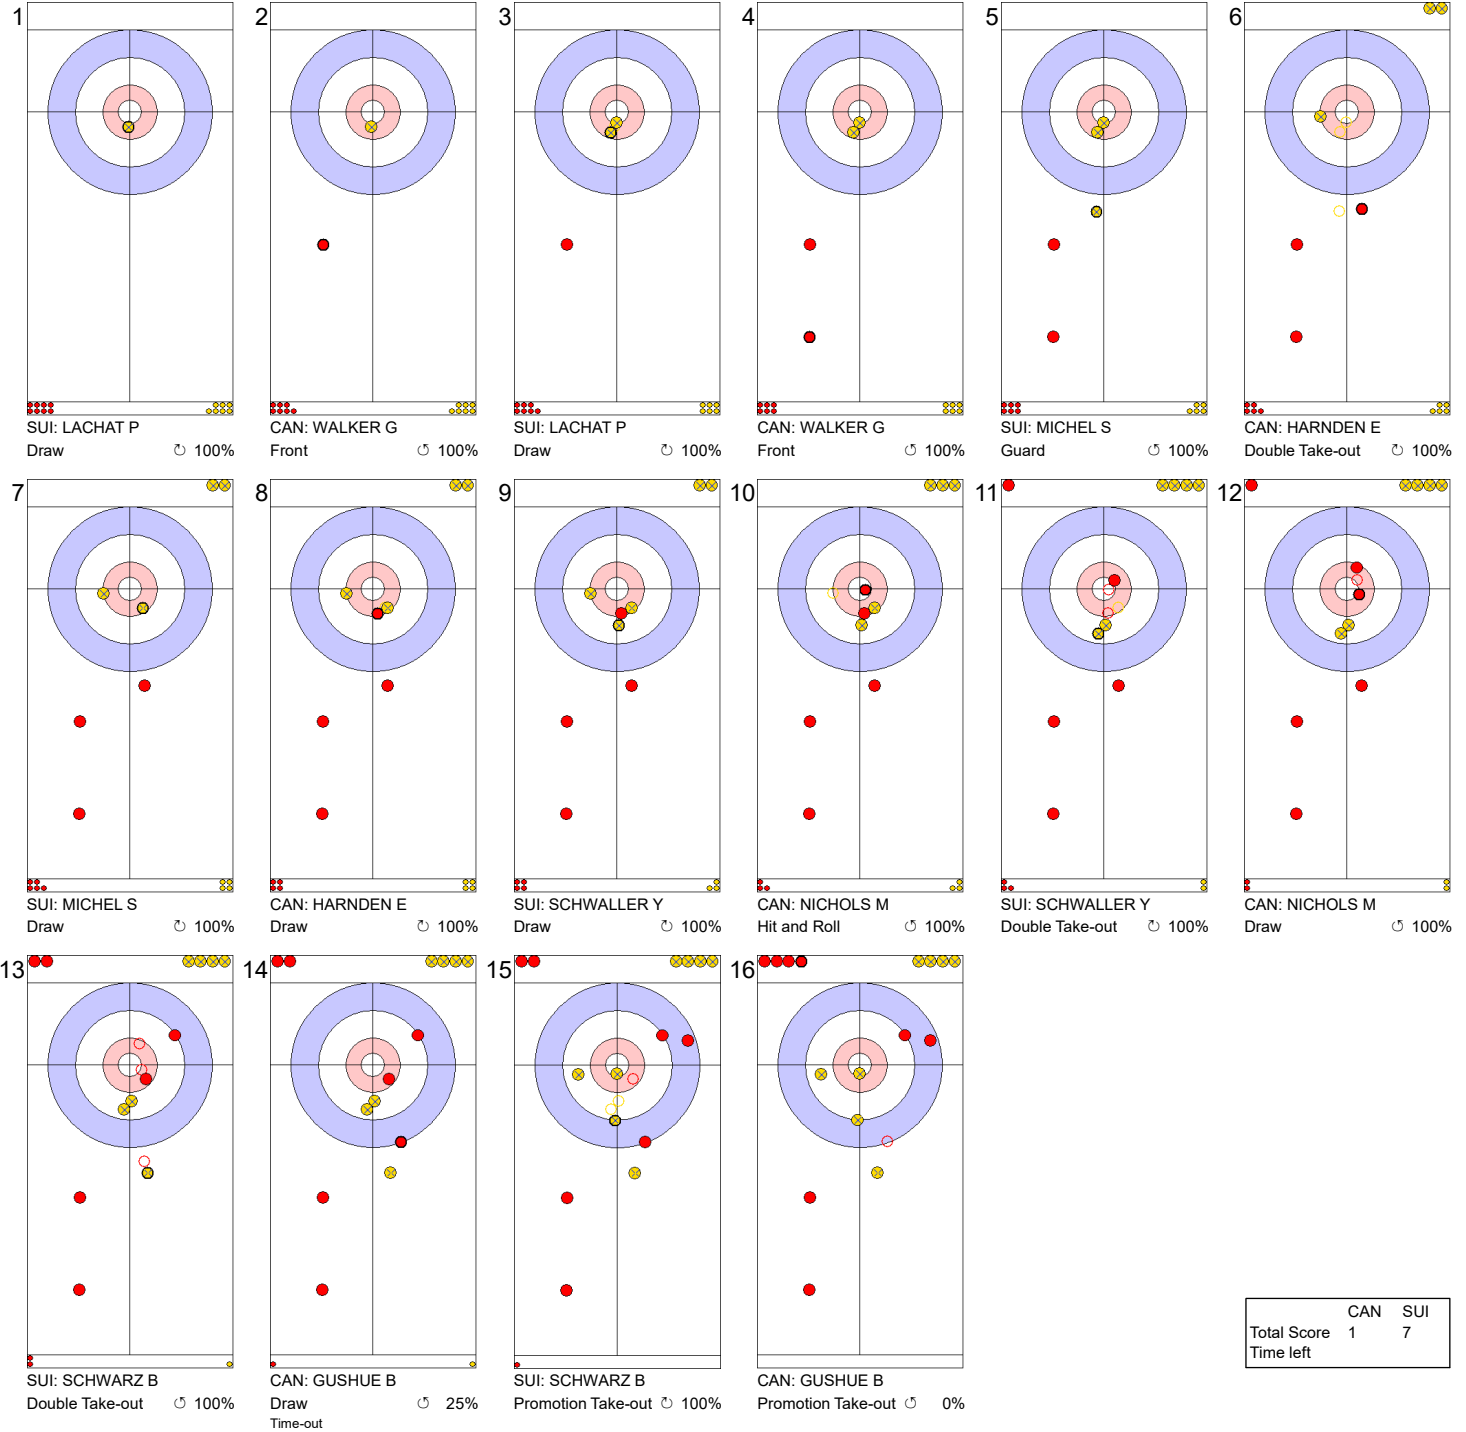 1
2
3
4
5
6
SUI: LACHAT P
Draw ↻ 100%
CAN: WALKER G
Front ↺ 100%
SUI: LACHAT P
Draw ↻ 100%
CAN: WALKER G
Front ↺ 100%
SUI: MICHEL S
Guard ↻ 100%
CAN: HARNDEN E
Double Take-out ↺ 100%
7
8
9
10
11
12
SUI: MICHEL S
Draw ↻ 100%
CAN: HARNDEN E
Draw ↻ 100%
SUI: SCHWALLER Y
Draw ↻ 100%
CAN: NICHOLS M
Hit and Roll ↺ 100%
SUI: SCHWALLER Y
Double Take-out ↻ 100%
CAN: NICHOLS M
Draw ↻ 100%
13
14
15
16
SUI: SCHWARZ B
Double Take-out ↺ 100%
CAN: GUSHUE B
Draw ↺ 25%
Time-out
SUI: SCHWARZ B
Promotion Take-out ↻ 100%
CAN: GUSHUE B
Promotion Take-out ↺ 0%
CAN SUI
Total Score 1 7
Time left